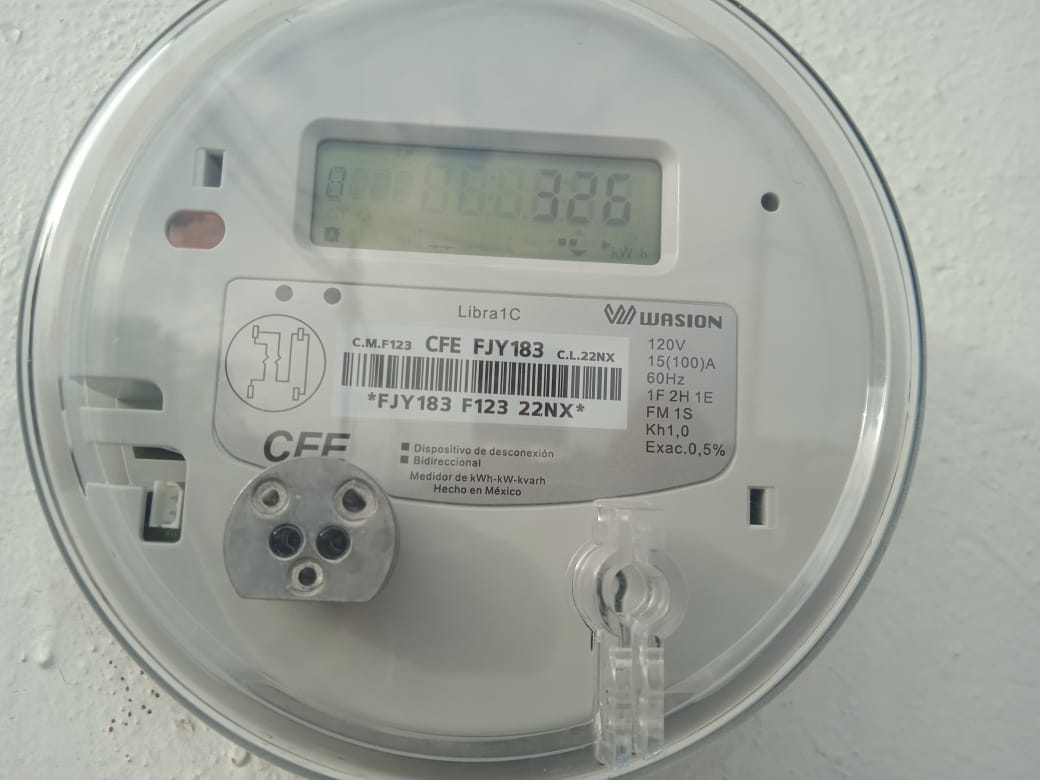 326
kW h
Libra1C
WASION
C.M.F123 CFE FJY183 C.L.22NX
*FJY183 F123 22NX*
120V
15(100)A
60Hz
1F 2H 1E
FM 1S
Kh1,0
Exac.0,5%
CFE
Dispositivo de desconexión
Bidireccional
Medidor de kWh-kW-kvarh
Hecho en México